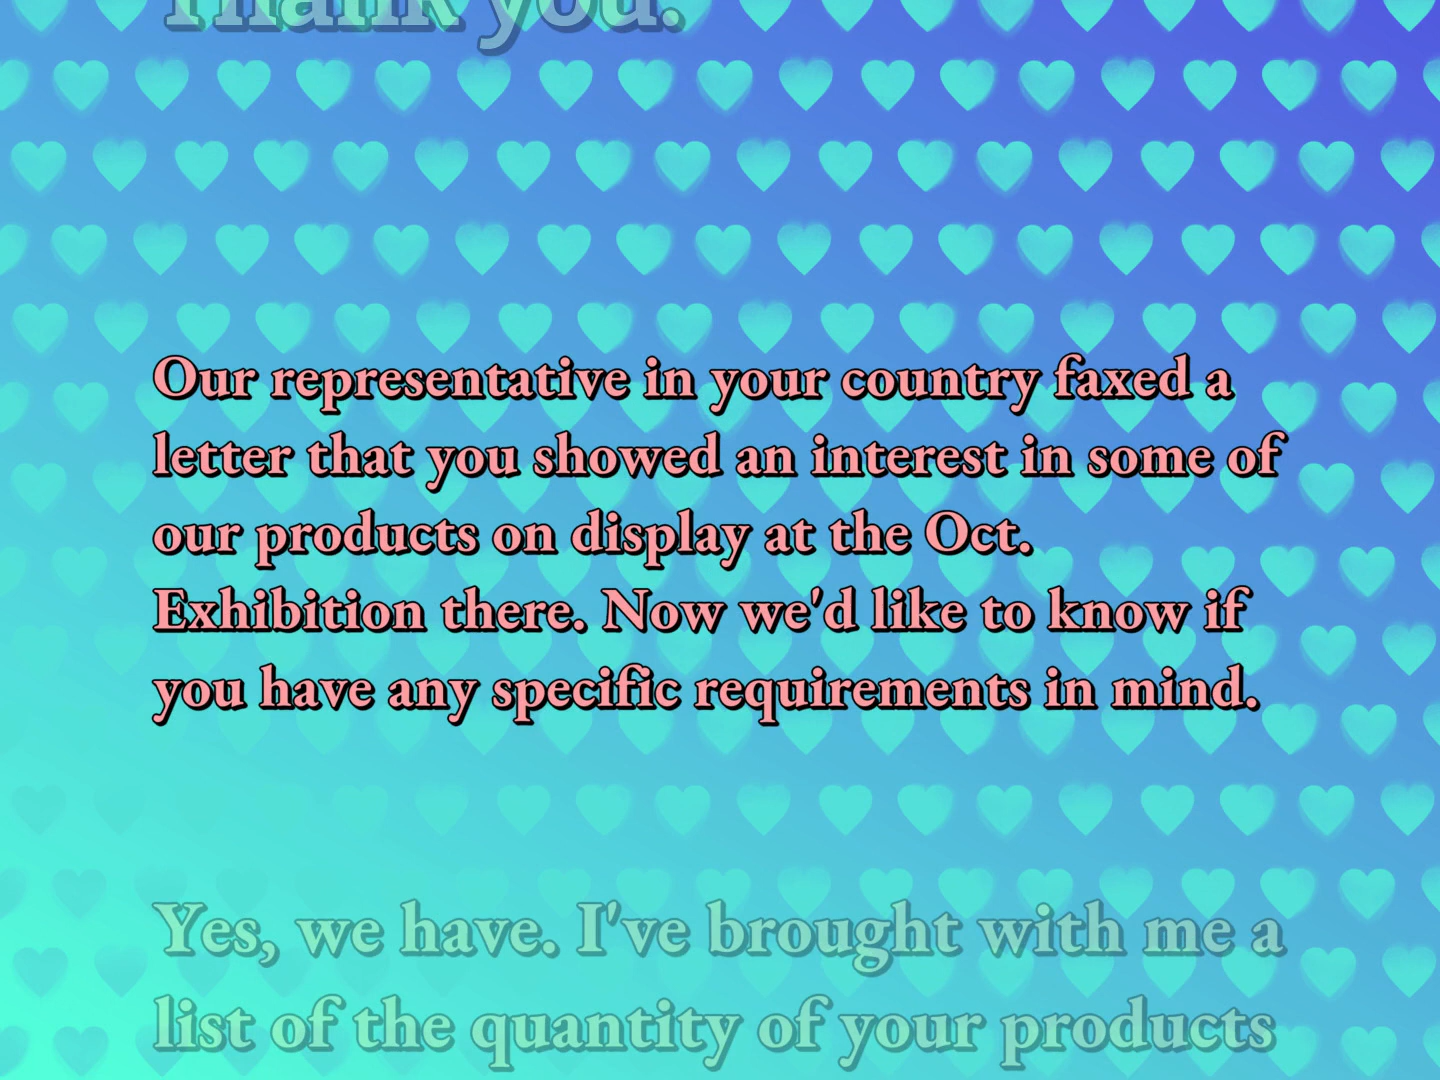 Thank you.
Our representative in your country faxed a
letter that you showed an interest in some of
our products on display at the Oct.
Exhibition there. Now we'd like to know if
you have any specific requirements in mind.
Yes, we have. I've brought with me a
list of the quantity of your products